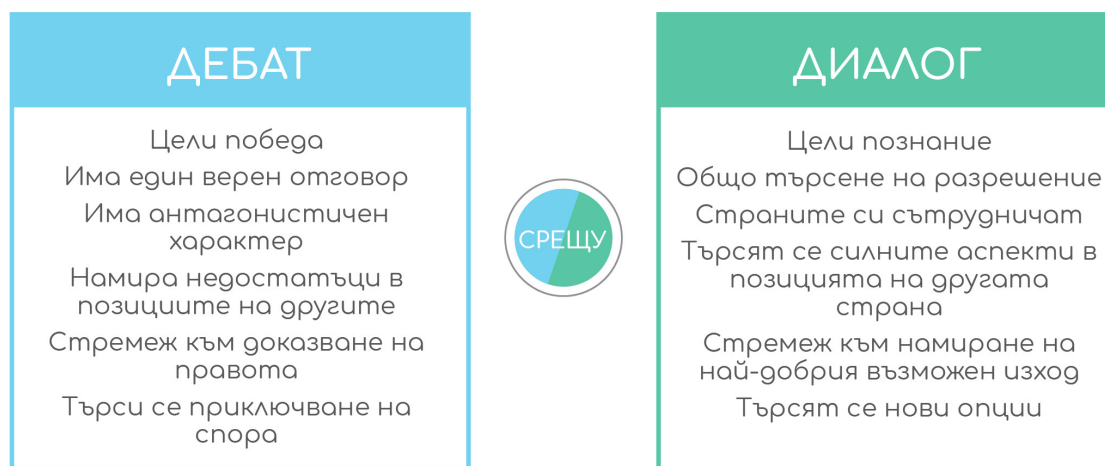 ДЕБАТ
Цели победа
Има един верен отговор
Има антагонистичен
характер
Намира недостатъци в
позициите на другите
Стремеж към доказване на
правота
Търси се приключване на
спора
СРЕЩУ
ДИАЛОГ
Цели познание
Общо търсене на разрешение
Страните си сътрудничат
Търсят се силните аспекти в
позицията на другата
страна
Стремеж към намиране на
най-добрия възможен изход
Търсят се нови опции